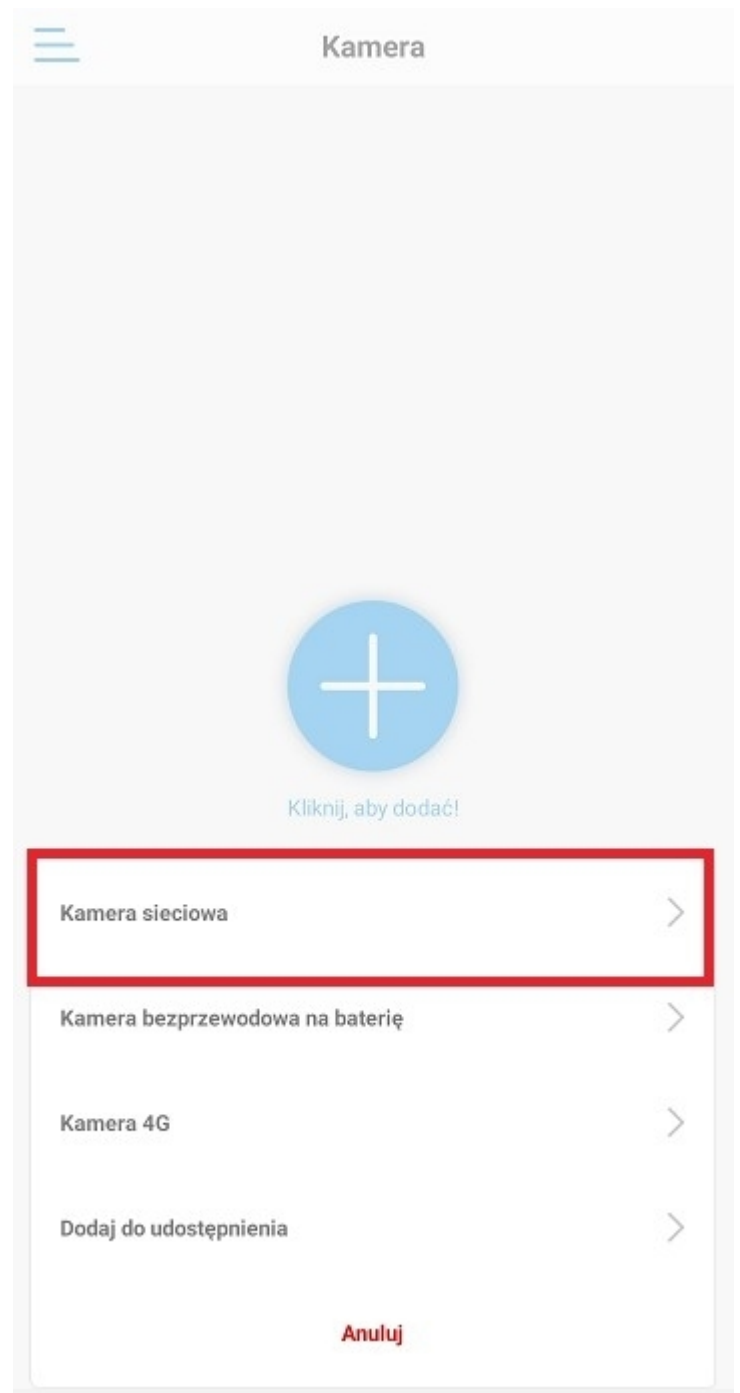 Kamera
Kliknij, aby dodać!
Kamera sieciowa
Kamera bezprzewodowa na baterię
Kamera 4G
Dodaj do udostępnienia
Anuluj